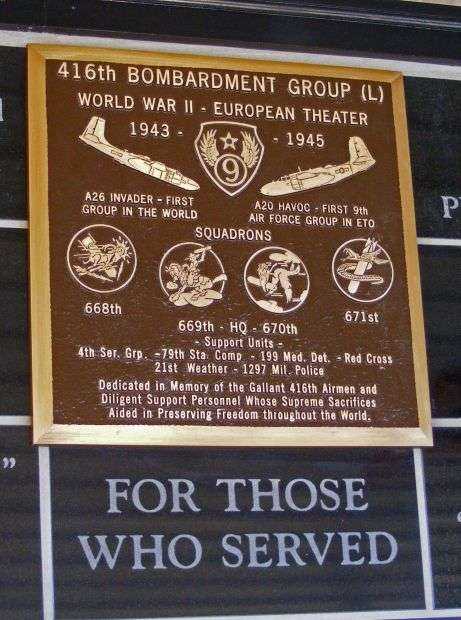 416th BOMBARDMENT GROUP (L)
WORLD WAR II - EUROPEAN THEATER
1943 - - 1945
9
A26 INVADER - FIRST
GROUP IN THE WORLD
A20 HAVOC - FIRST 9th
AIR FORCE GROUP IN ETO
SQUADRONS
668th
669th - HQ - 670th
671st
- Support Units -
4th Ser. Grp. - 79th Sta. Comp - 199 Med. Det. - Red Cross
21st Weather - 1297 Mil. Police
Dedicated in Memory of the Gallant 416th Airmen and
Diligent Support Personnel Whose Supreme Sacrifices
Aided in Preserving Freedom throughout the World.
"
FOR THOSE
WHO SERVED